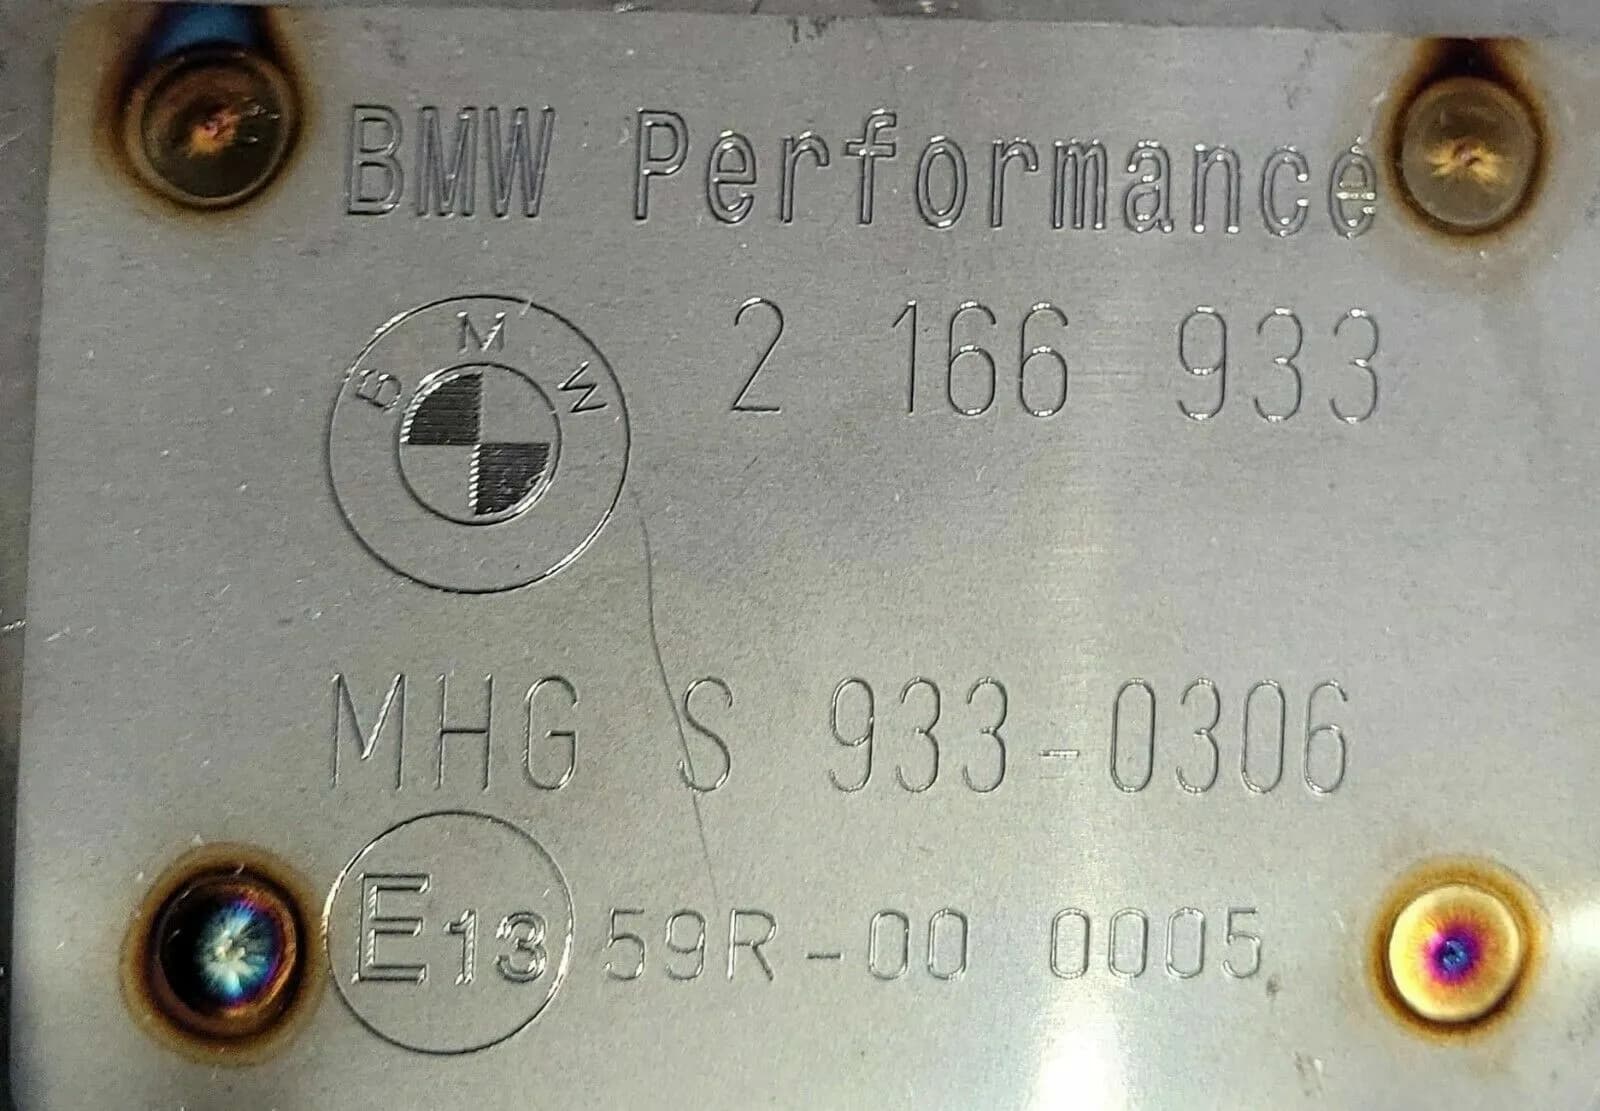 BMW Performance
BMW 2 166 933
MHG S 933-0306
E13 59R-00 0005